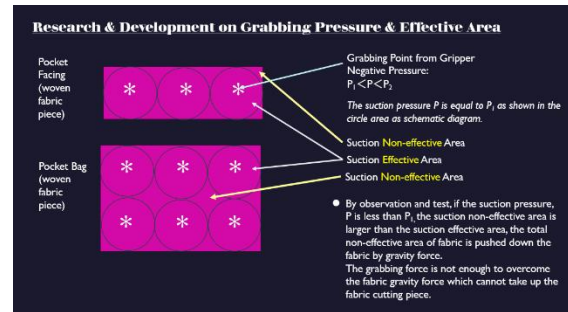 Research & Development on Grabbing Pressure & Effective Area
Pocket
Facing
(woven
fabric
piece)
* * *
Grabbing Point from Gripper
Negative Pressure:
P₁<P<P₂
The suction pressure P is equal to P₁ as shown in the
circle area as schematic diagram.
Suction Non-effective Area
Suction Effective Area
Suction Non-effective Area
Pocket Bag
(woven
fabric
piece)
* * *
* * *
● By observation and test, if the suction pressure,
P is less than P₁, the suction non-effective area is
larger than the suction effective area, the total
non-effective area of fabric is pushed down the
fabric by gravity force.
The grabbing force is not enough to overcome
the fabric gravity force which cannot take up the
fabric cutting piece.